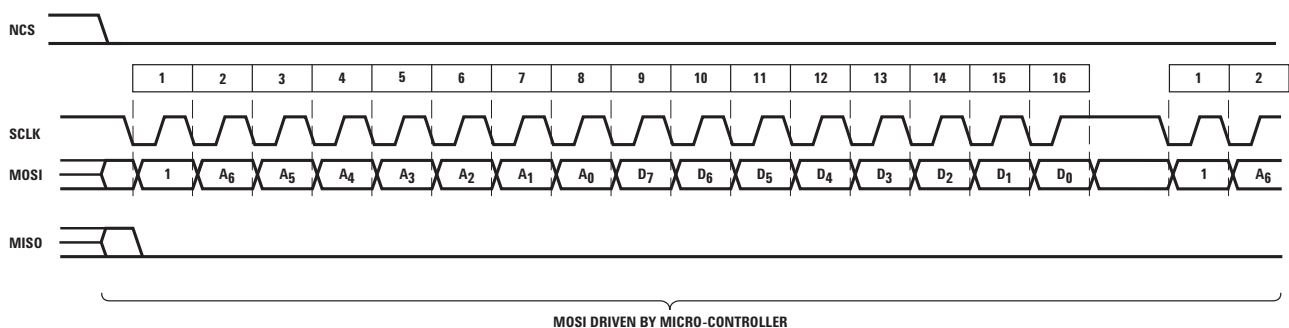 NCS
1 2 3 4 5 6 7 8 9 10 11 12 13 14 15 16 1 2
SCLK
MOSI 1 A6 A5 A4 A3 A2 A1 A0 D7 D6 D5 D4 D3 D2 D1 D0 1 A6
MISO
MOSI DRIVEN BY MICRO-CONTROLLER